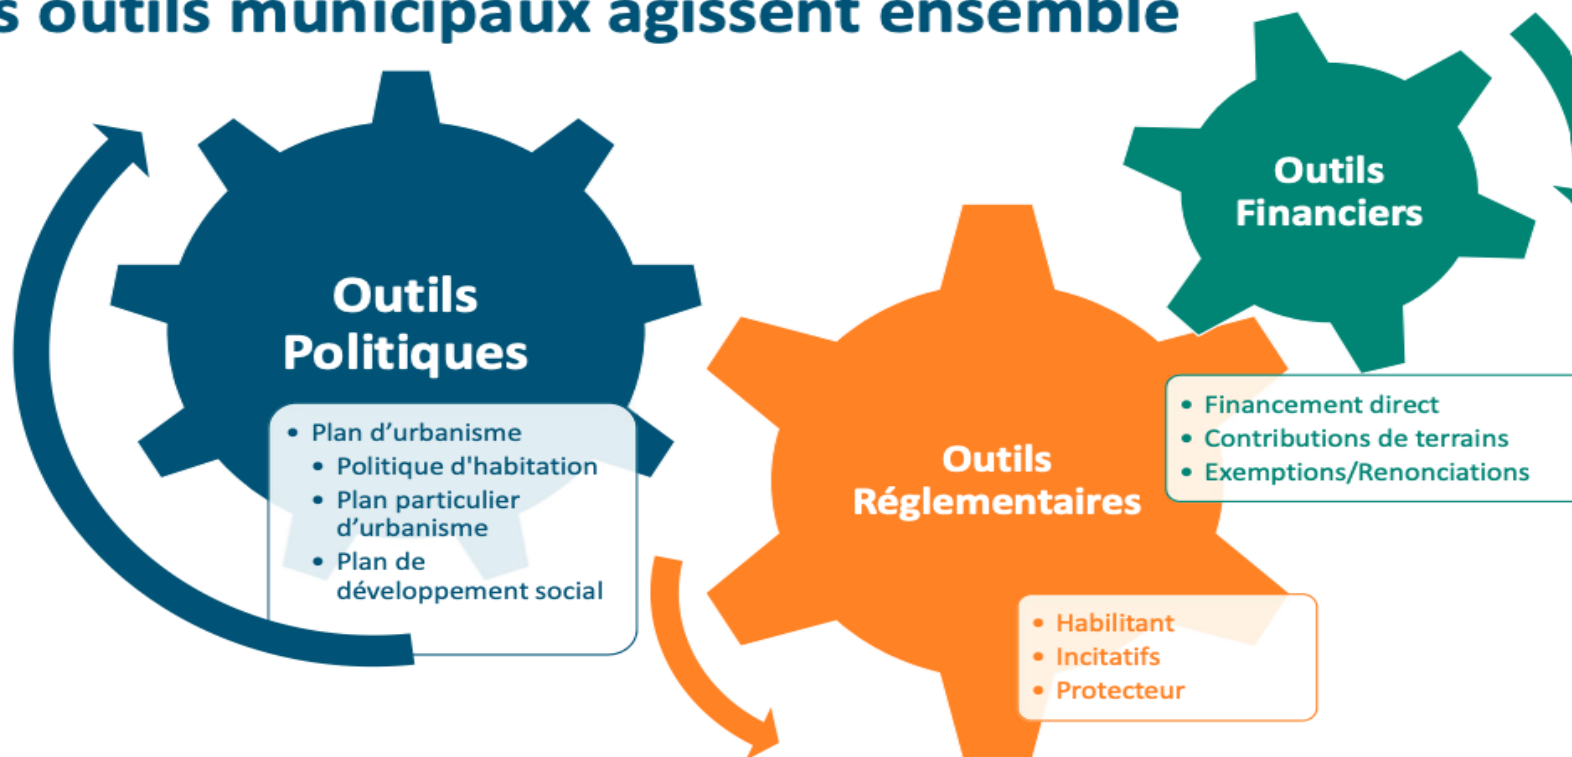 s outils municipaux agissent ensemble
Outils
Politiques
• Plan d’urbanisme
• Politique d'habitation
• Plan particulier
d’urbanisme
• Plan de
développement social
Outils
Réglementaires
• Habilitant
• Incitatifs
• Protecteur
Outils
Financiers
• Financement direct
• Contributions de terrains
• Exemptions/Renonciations